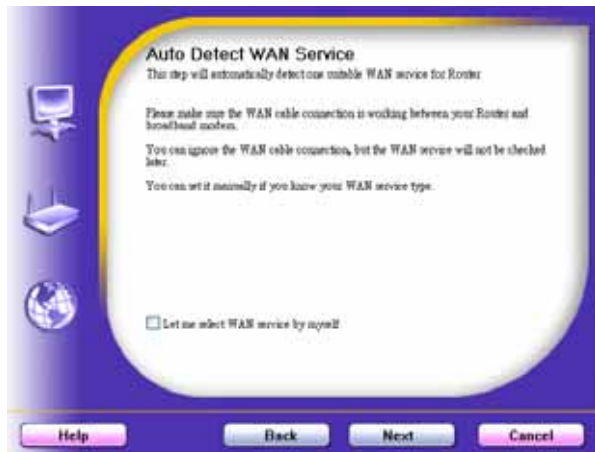 Auto Detect WAN Service
This step will automatically detect one suitable WAN service for Router
Please make sure the WAN cable connection is working between your Router and
broadband modem.
You can ignore the WAN cable connection, but the WAN service will not be checked
later.
You can set it manually if you know your WAN service type.
Let me select WAN service by myself
Help
Back
Next
Cancel